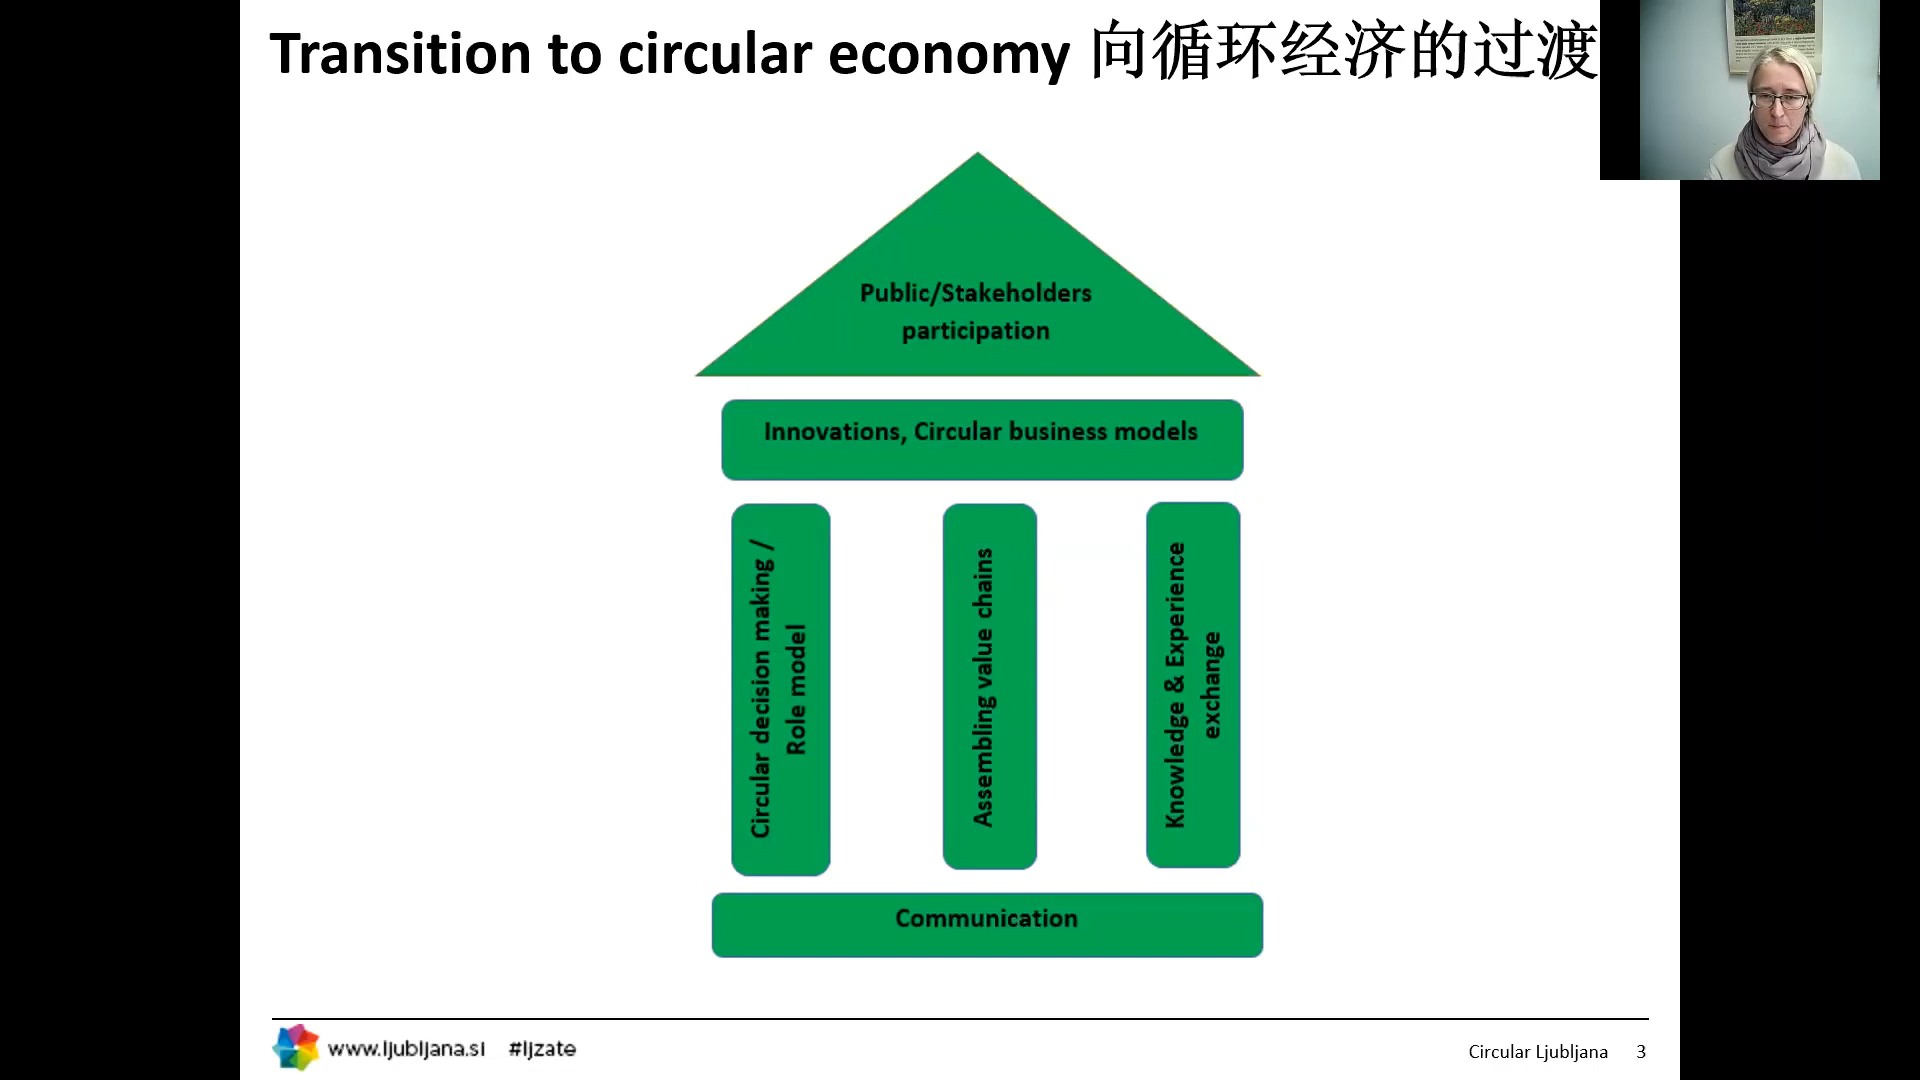 Transition to circular economy 向循环经济的过渡
Public/Stakeholders
participation
Innovations, Circular business models
Circular decision making /
Role model
Assembling value chains
Knowledge & Experience
exchange
Communication
www.ljubljana.si #ljzate
Circular Ljubljana 3